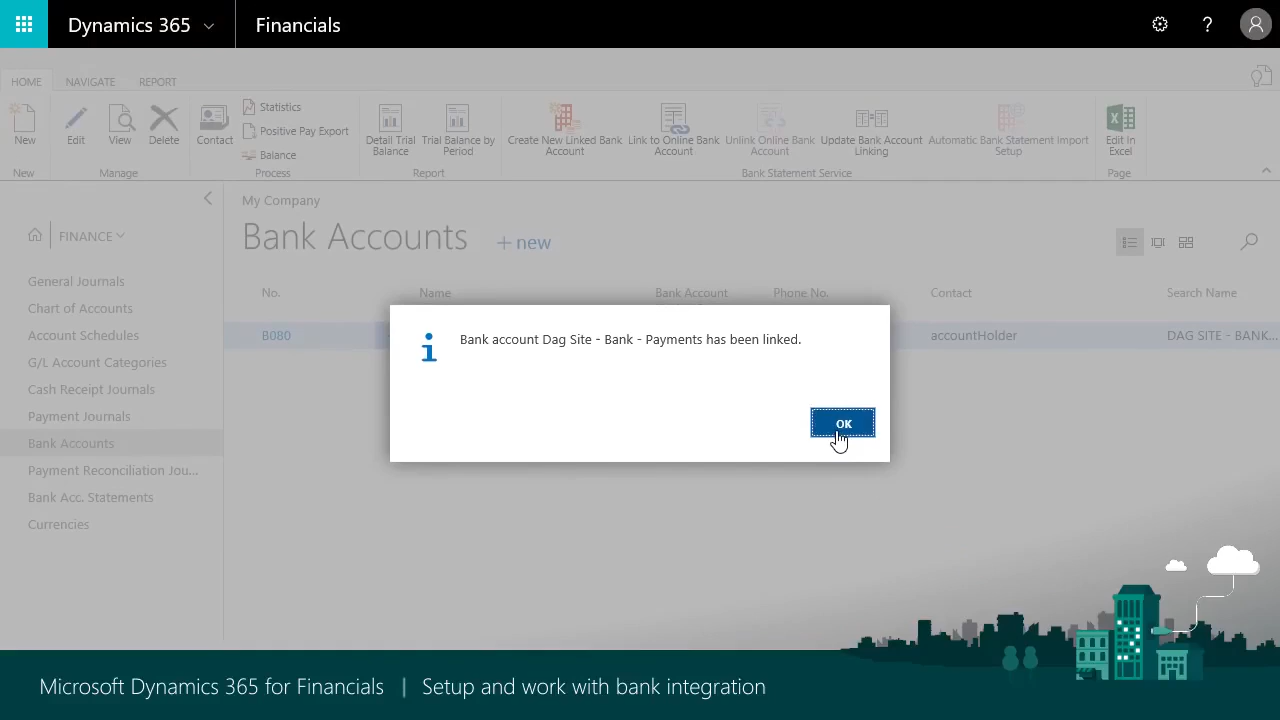 Dynamics 365
Financials
?
HOME NAVIGATE REPORT
New
Edit
View
Delete
Contact
Statistics
Positive Pay Export
Balance
Detail Trial
Balance
Trial Balance by
Period
Create New Linked Bank
Account
Link to Online Bank
Account
Unlink Online Bank
Account
Update Bank Account
Linking
Automatic Bank Statement Import
Setup
Edit In
Excel
New
Manage
Process
Report
Bank Statement Service
Page
My Company
FINANCE
Bank Accounts
+ new
General Journals
Chart of Accounts
Account Schedules
G/L Account Categories
Cash Receipt Journals
Payment Journals
Bank Accounts
Payment Reconciliation Jou...
Bank Acc. Statements
Currencies
No.
Name
Bank Account
Phone No.
Contact
Search Name
B080
accountHolder
DAG SITE - BANK...
Bank account Dag Site - Bank - Payments has been linked.
OK
Microsoft Dynamics 365 for Financials | Setup and work with bank integration